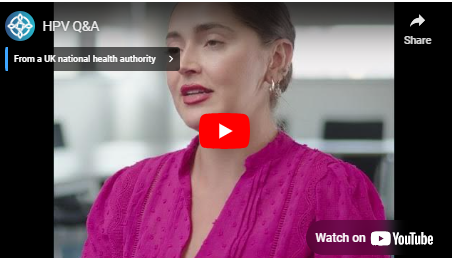 HPV Q&A
Share
From a UK national health authority
Watch on YouTube